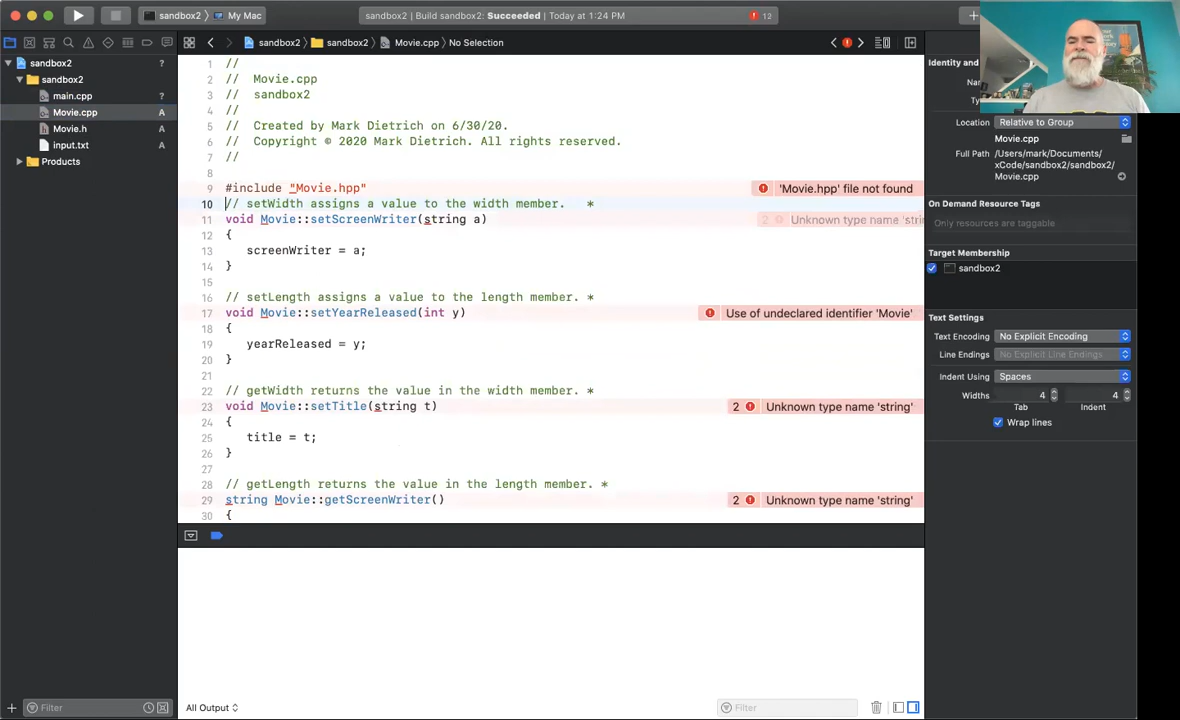 sandbox2 〉 My Mac
sandbox2 | Build sandbox2: Succeeded | Today at 1:24 PM
12
sandbox2 〉 sandbox2 〉 Movie.cpp 〉 No Selection
sandbox2 ?
sandbox2
main.cpp ?
Movie.cpp A
Movie.h A
input.txt A
Products
1 //
2 // Movie.cpp
3 // sandbox2
4 //
5 // Created by Mark Dietrich on 6/30/20.
6 // Copyright © 2020 Mark Dietrich. All rights reserved.
7 //
8
9 #include "Movie.hpp" 'Movie.hpp' file not found
10 // setWidth assigns a value to the width member. *
11 void Movie::setScreenWriter(string a) 2 Unknown type name 'stri
12 {
13 screenWriter = a;
14 }
15
16 // setLength assigns a value to the length member. *
17 void Movie::setYearReleased(int y) Use of undeclared identifier 'Movie'
18 {
19 yearReleased = y;
20 }
21
22 // getWidth returns the value in the width member. *
23 void Movie::setTitle(string t) 2 Unknown type name 'string'
24 {
25 title = t;
26 }
27
28 // getLength returns the value in the length member. *
29 string Movie::getScreenWriter() 2 Unknown type name 'string'
30 {
Identity and
Na
Ty
Location Relative to Group
Movie.cpp
Full Path /Users/mark/Documents/
xCode/sandbox2/sandbox2/
Movie.cpp
On Demand Resource Tags
Only resources are taggable
Target Membership
sandbox2
Text Settings
Text Encoding No Explicit Encoding
Line Endings No Explicit Line Endings
Indent Using Spaces
Widths 4 4
Tab Indent
Wrap lines
Filter
All Output
Filter